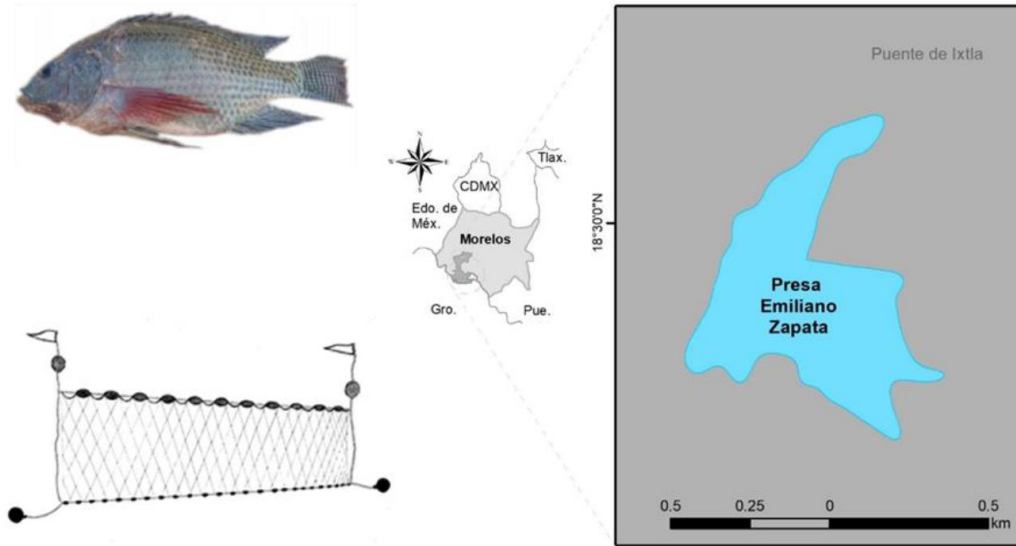 Puente de Ixtla
N
Tlax.
CDMX
Edo. de
Méx.
Morelos
Gro.
Pue.
18°30'0"N
Presa
Emiliano
Zapata
0.5 0.25 0 0.5
km